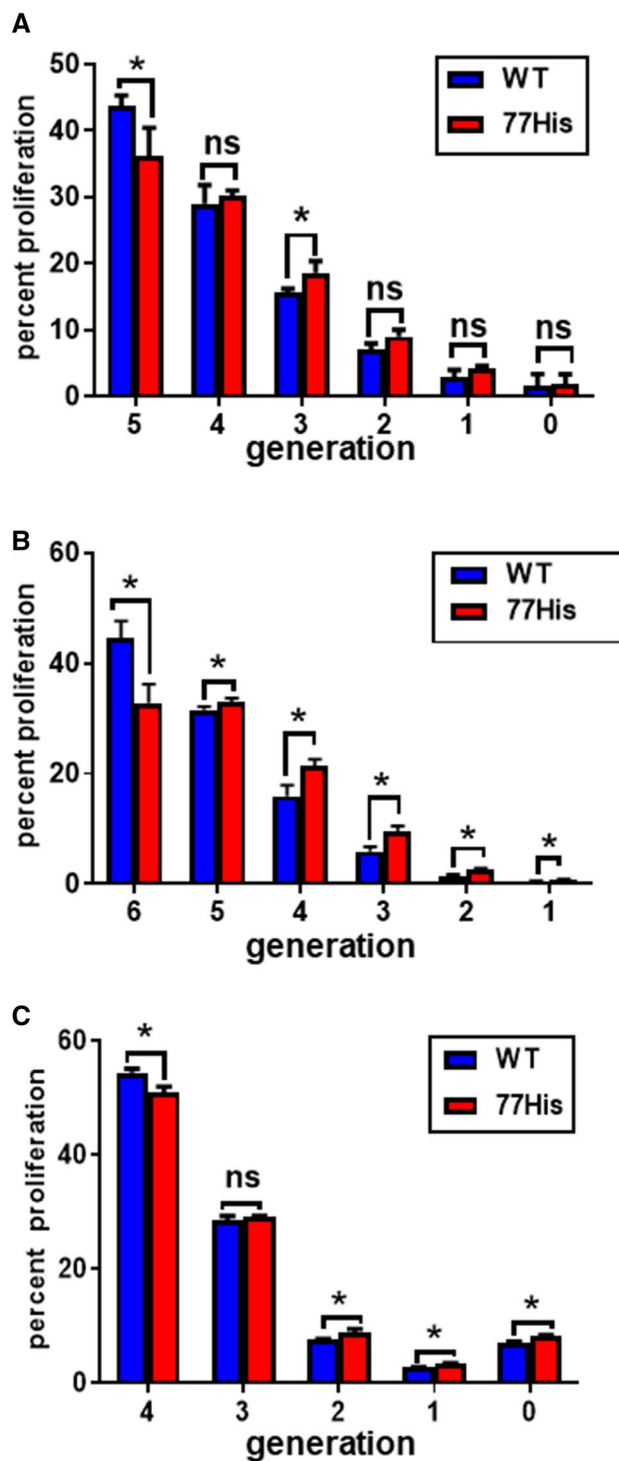 A
percent proliferation
50
40
30
20
10
0
*
ns
*
ns
ns
ns
WT
77His
5 4 3 2 1 0
generation
B
percent proliferation
60
40
20
0
*
*
*
*
*
*
WT
77His
6 5 4 3 2 1
generation
C
percent proliferation
60
40
20
0
*
ns
*
*
*
WT
77His
4 3 2 1 0
generation